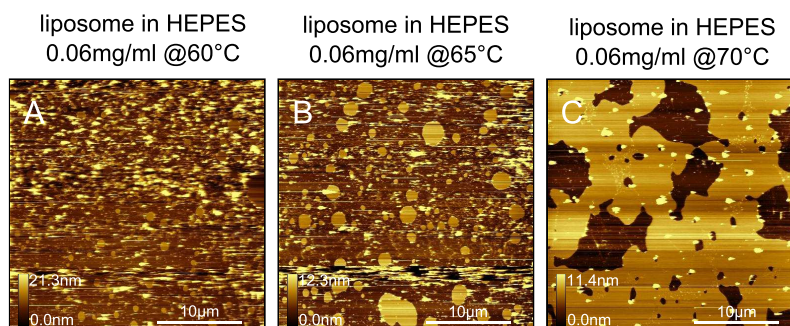 liposome in HEPES
0.06mg/ml @60°C
liposome in HEPES
0.06mg/ml @65°C
liposome in HEPES
0.06mg/ml @70°C
A
21.3nm
0.0nm
10µm
B
12.3nm
0.0nm
10µm
C
11.4nm
0.0nm
10µm